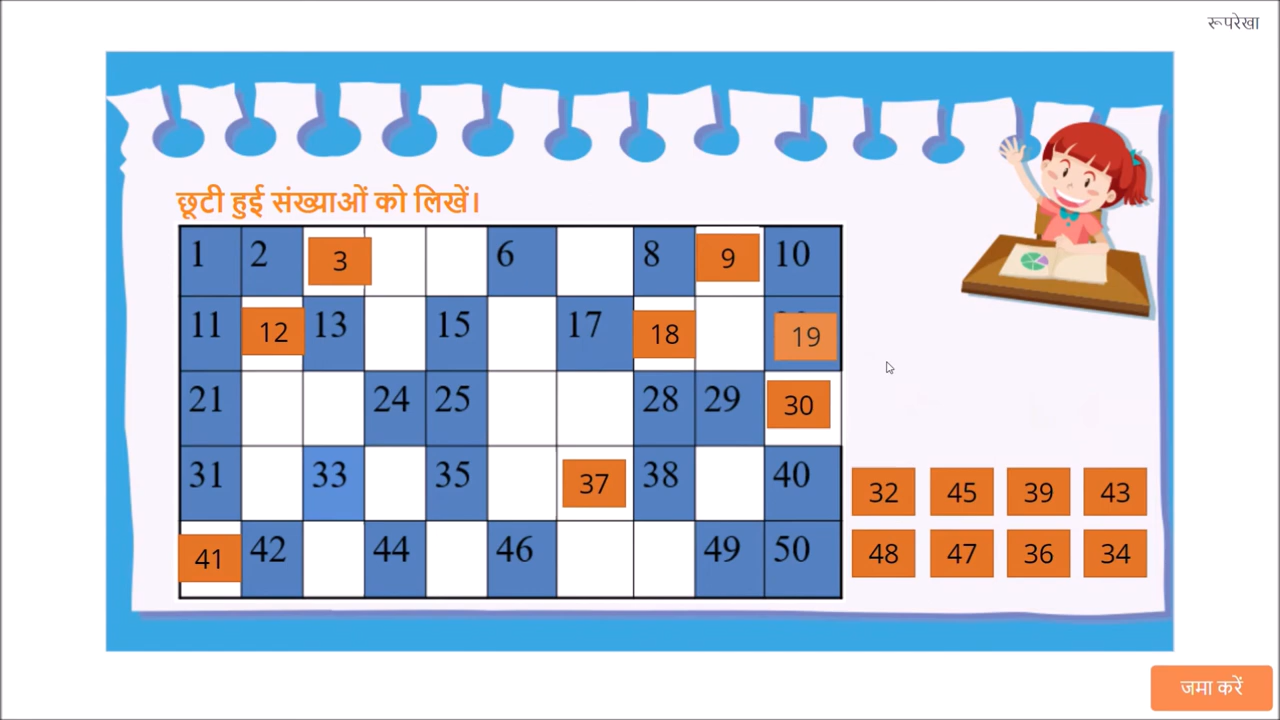 रूपरेखा
छूटी हुई संख्याओं को लिखें।
1 2 3 6 8 9 10
11 12 13 15 17 18 19
21 24 25 28 29 30
31 33 35 37 38 40
41 42 44 46 49 50
32 45 39 43
48 47 36 34
जमा करें